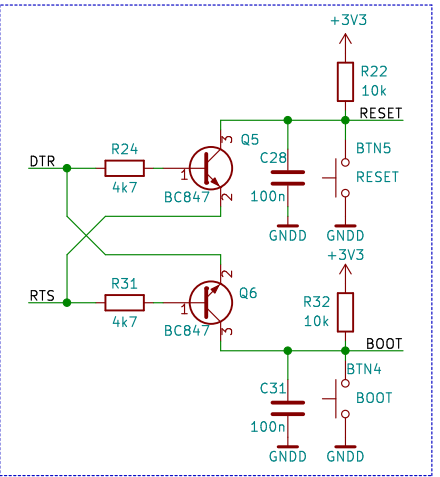 +3V3
R22
10k
RESET
3
Q5
R24
DTR
1
C28
BTN5
RESET
4k7
BC847
2
100n
GNDD
GNDD
+3V3
2
R31
Q6
RTS
1
R32
10k
4k7
BC847
3
BOOT
BTN4
C31
BOOT
100n
GNDD
GNDD